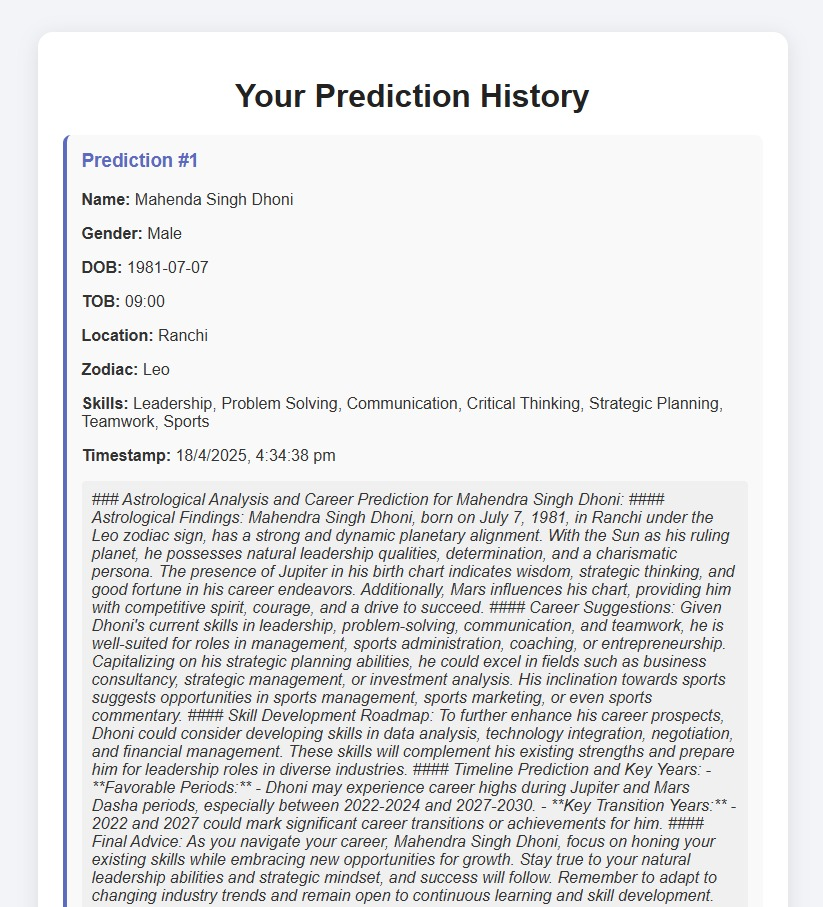 Your Prediction History
Prediction #1
Name: Mahenda Singh Dhoni
Gender: Male
DOB: 1981-07-07
TOB: 09:00
Location: Ranchi
Zodiac: Leo
Skills: Leadership, Problem Solving, Communication, Critical Thinking, Strategic Planning,
Teamwork, Sports
Timestamp: 18/4/2025, 4:34:38 pm
### Astrological Analysis and Career Prediction for Mahendra Singh Dhoni: ####
Astrological Findings: Mahendra Singh Dhoni, born on July 7, 1981, in Ranchi under the
Leo zodiac sign, has a strong and dynamic planetary alignment. With the Sun as his ruling
planet, he possesses natural leadership qualities, determination, and a charismatic
persona. The presence of Jupiter in his birth chart indicates wisdom, strategic thinking, and
good fortune in his career endeavors. Additionally, Mars influences his chart, providing him
with competitive spirit, courage, and a drive to succeed. #### Career Suggestions: Given
Dhoni's current skills in leadership, problem-solving, communication, and teamwork, he is
well-suited for roles in management, sports administration, coaching, or entrepreneurship.
Capitalizing on his strategic planning abilities, he could excel in fields such as business
consultancy, strategic management, or investment analysis. His inclination towards sports
suggests opportunities in sports management, sports marketing, or even sports
commentary. #### Skill Development Roadmap: To further enhance his career prospects,
Dhoni could consider developing skills in data analysis, technology integration, negotiation,
and financial management. These skills will complement his existing strengths and prepare
him for leadership roles in diverse industries. #### Timeline Prediction and Key Years: -
**Favorable Periods:** - Dhoni may experience career highs during Jupiter and Mars
Dasha periods, especially between 2022-2024 and 2027-2030. - **Key Transition Years:** -
2022 and 2027 could mark significant career transitions or achievements for him. ####
Final Advice: As you navigate your career, Mahendra Singh Dhoni, focus on honing your
existing skills while embracing new opportunities for growth. Stay true to your natural
leadership abilities and strategic mindset, and success will follow. Remember to adapt to
changing industry trends and remain open to continuous learning and skill development.